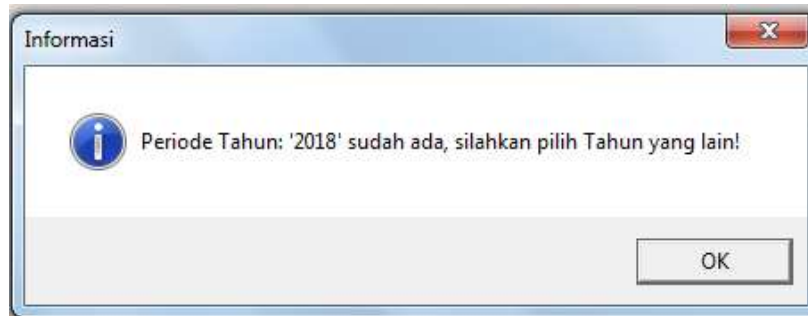 Informasi
Periode Tahun: '2018' sudah ada, silahkan pilih Tahun yang lain!
OK